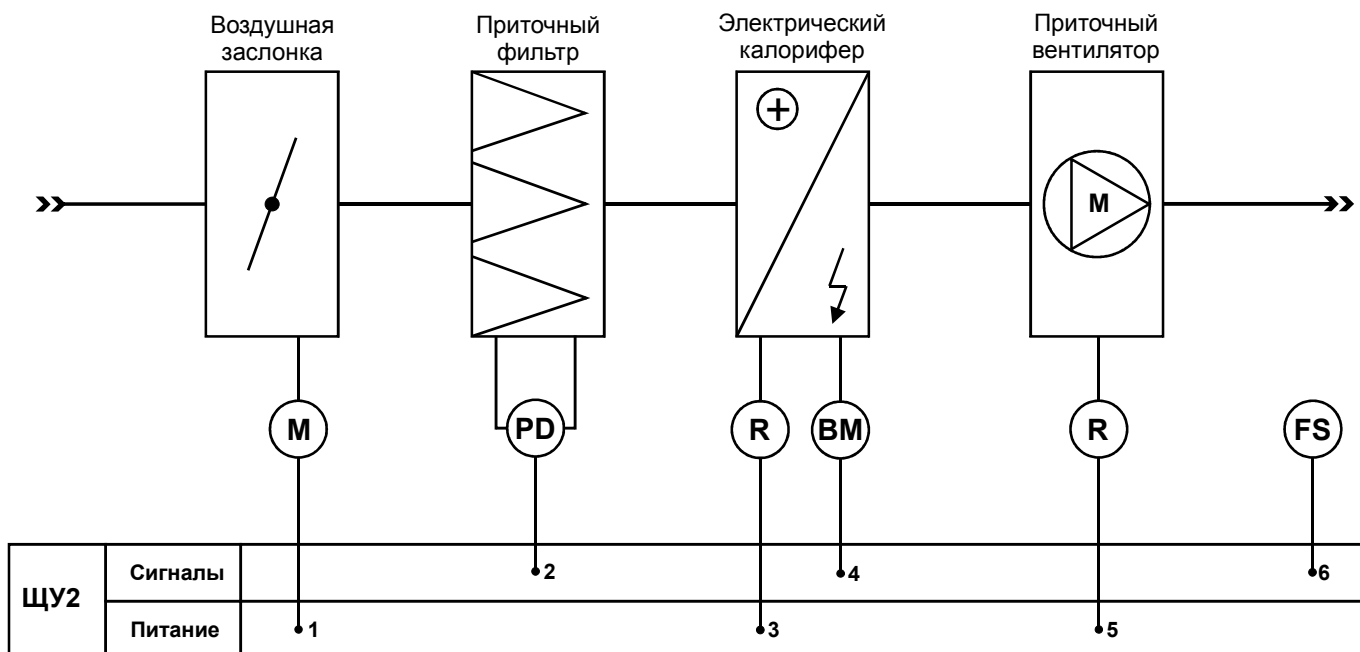 Воздушная
заслонка
Приточный
фильтр
Электрический
калорифер
Приточный
вентилятор
M
M
PD
R
BM
R
FS
ЩУ2
Сигналы
2
4
6
Питание
1
3
5